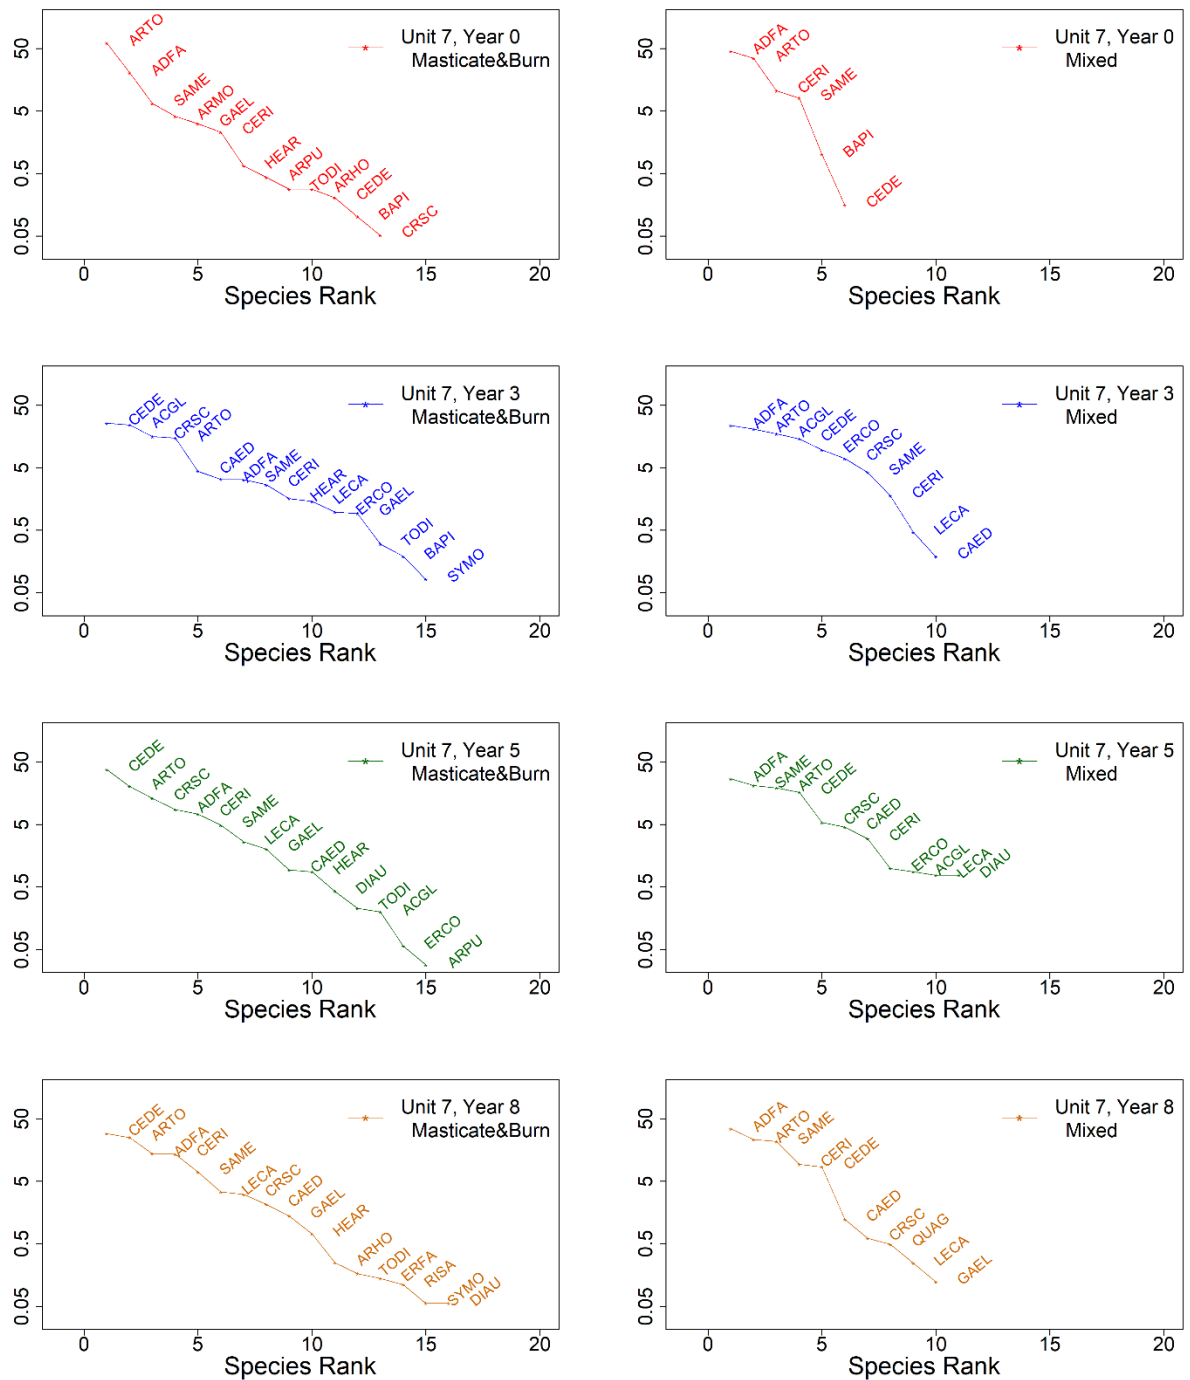 50
5
0.5
0.05
ARTO
ADFA
SAME
ARMO
GAEL
CERI
HEAR
ARPU
TODI
ARHO
CEDE
BAPI
CRSC
Unit 7, Year 0
Masticate&Burn
0 5 10 15 20
Species Rank
50
5
0.5
0.05
ADFA
ARTO
CERI
SAME
BAPI
CEDE
Unit 7, Year 0
Mixed
0 5 10 15 20
Species Rank
50
5
0.5
0.05
CEDE
ACGL
CRSC
ARTO
CAED
ADFA
SAME
CERI
HEAR
LECA
ERCO
GAEL
TODI
BAPI
SYMO
Unit 7, Year 3
Masticate&Burn
0 5 10 15 20
Species Rank
50
5
0.5
0.05
ADFA
ARTO
ACGL
CEDE
ERCO
CRSC
SAME
CERI
LECA
CAED
Unit 7, Year 3
Mixed
0 5 10 15 20
Species Rank
50
5
0.5
0.05
CEDE
ARTO
CRSC
ADFA
CERI
SAME
LECA
GAEL
CAED
HEAR
DIAU
TODI
ACGL
ERCO
ARPU
Unit 7, Year 5
Masticate&Burn
0 5 10 15 20
Species Rank
50
5
0.5
0.05
ADFA
SAME
ARTO
CEDE
CRSC
CAED
CERI
ERCO
ACGL
LECA
DIAU
Unit 7, Year 5
Mixed
0 5 10 15 20
Species Rank
50
5
0.5
0.05
CEDE
ARTO
ADFA
CERI
SAME
LECA
CRSC
CAED
GAEL
HEAR
ARHO
TODI
ERFA
RISA
SYMO
DIAU
Unit 7, Year 8
Masticate&Burn
0 5 10 15 20
Species Rank
50
5
0.5
0.05
ADFA
ARTO
SAME
CERI
CEDE
CAED
CRSC
QUAG
LECA
GAEL
Unit 7, Year 8
Mixed
0 5 10 15 20
Species Rank